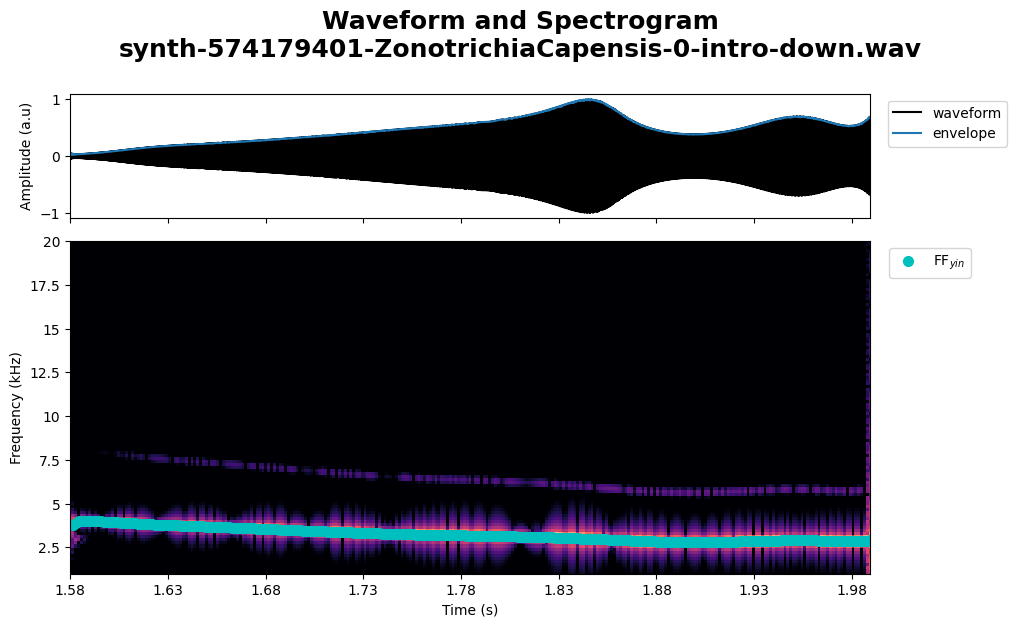 Waveform and Spectrogram
synth-574179401-ZonotrichiaCapensis-0-intro-down.wav
Amplitude (a.u)
1
0
−1
waveform
envelope
Frequency (kHz)
20
17.5
15
12.5
10
7.5
5
2.5
FFyin
1.58
1.63
1.68
1.73
1.78
1.83
1.88
1.93
1.98
Time (s)